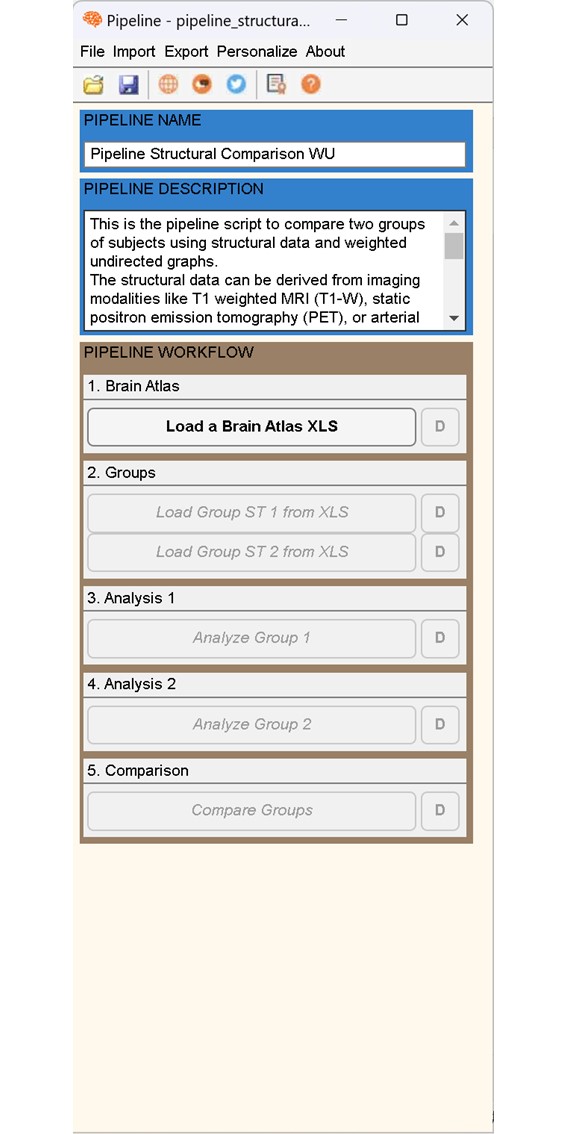 Pipeline - pipeline_structura...
File Import Export Personalize About
PIPELINE NAME
Pipeline Structural Comparison WU
PIPELINE DESCRIPTION
This is the pipeline script to compare two groups
of subjects using structural data and weighted
undirected graphs.
The structural data can be derived from imaging
modalities like T1 weighted MRI (T1-W), static
positron emission tomography (PET), or arterial
PIPELINE WORKFLOW
1. Brain Atlas
Load a Brain Atlas XLS D
2. Groups
Load Group ST 1 from XLS D
Load Group ST 2 from XLS D
3. Analysis 1
Analyze Group 1 D
4. Analysis 2
Analyze Group 2 D
5. Comparison
Compare Groups D